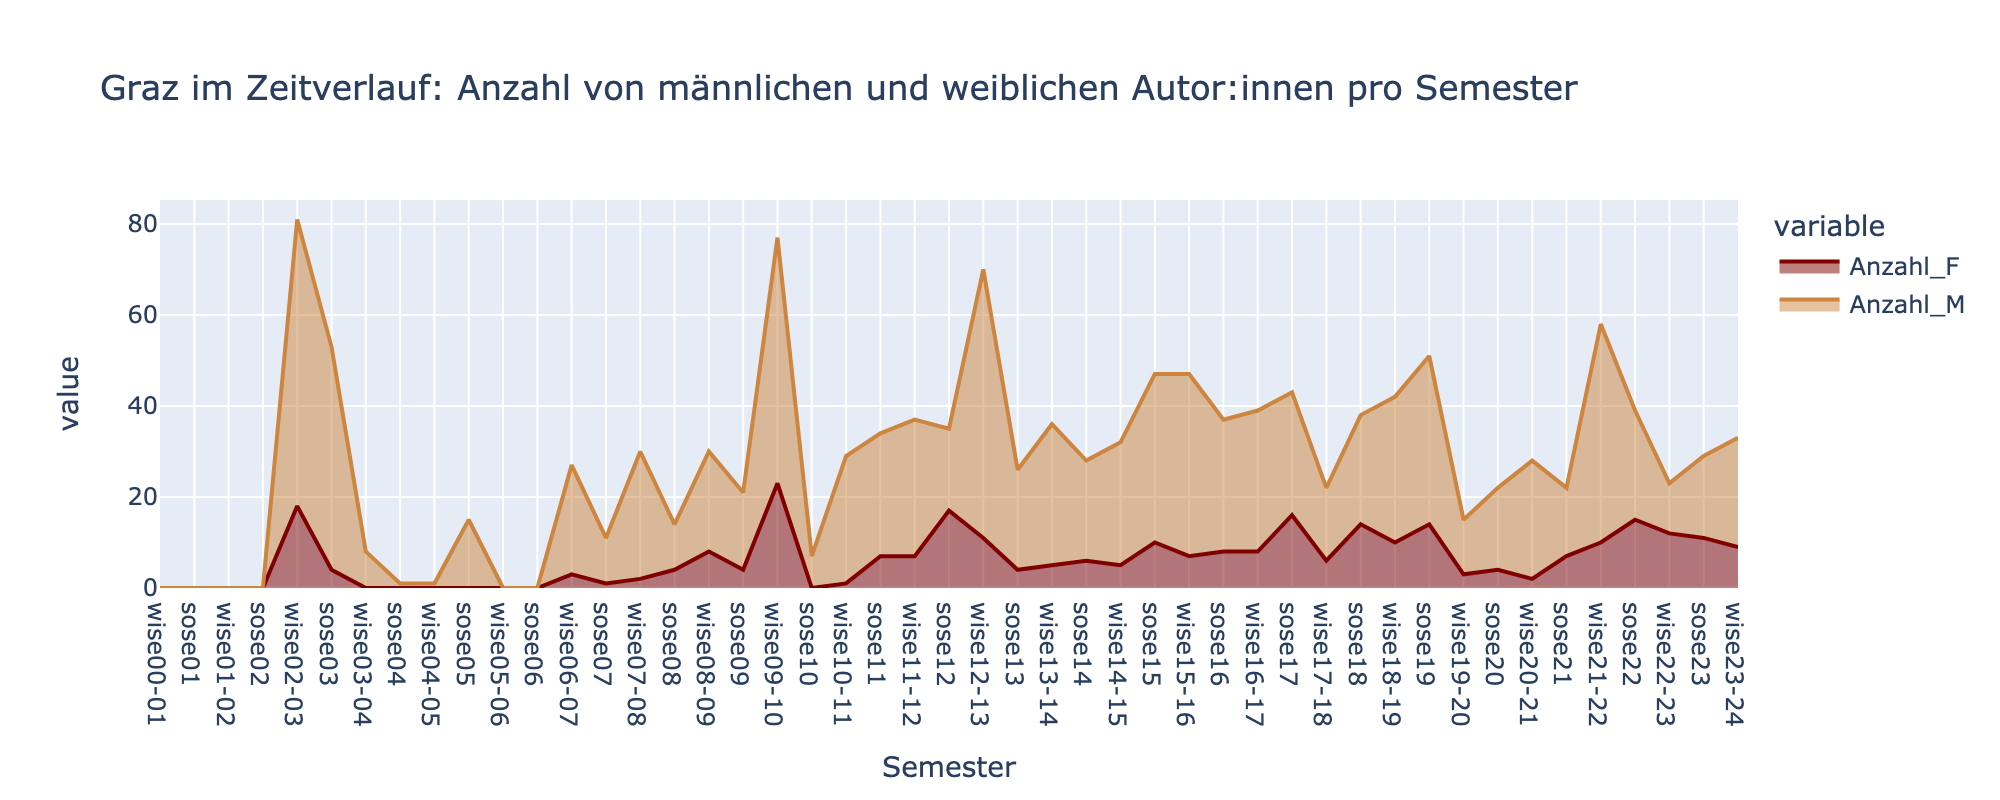 Graz im Zeitverlauf: Anzahl von männlichen und weiblichen Autor:innen pro Semester
variable
Anzahl_F
Anzahl_M
value
80
60
40
20
0
wise00-01
sose01
wise01-02
sose02
wise02-03
sose03
wise03-04
sose04
wise04-05
sose05
wise05-06
sose06
wise06-07
sose07
wise07-08
sose08
wise08-09
sose09
wise09-10
sose10
wise10-11
sose11
wise11-12
sose12
wise12-13
sose13
wise13-14
sose14
wise14-15
sose15
wise15-16
sose16
wise16-17
sose17
wise17-18
sose18
wise18-19
sose19
wise19-20
sose20
wise20-21
sose21
wise21-22
sose22
wise22-23
sose23
wise23-24
Semester